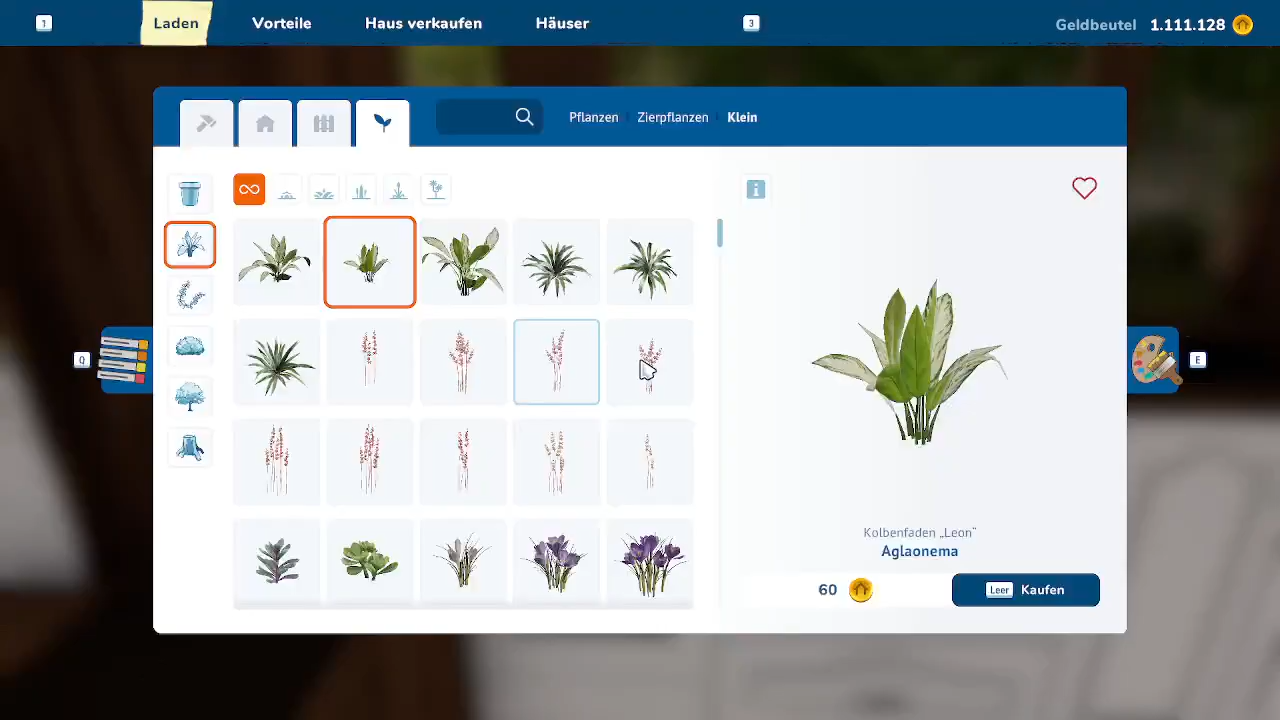 1 Laden Vorteile Haus verkaufen Häuser 3 Geldbeutel 1.111.128
Pflanzen Zierpflanzen Klein
i
Q
E
Kolbenfaden „Leon“
Aglaonema
60 Leer Kaufen